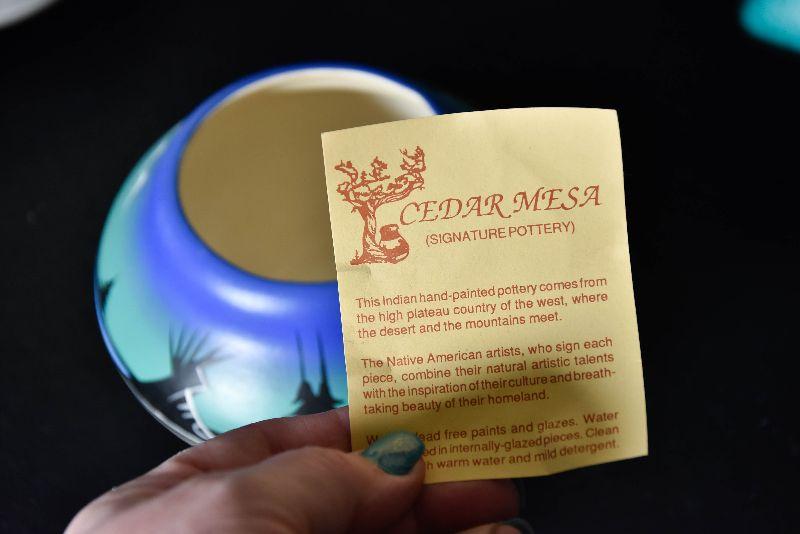 CEDAR MESA
(SIGNATURE POTTERY)
This Indian hand-painted pottery comes from
the high plateau country of the west, where
the desert and the mountains meet.
The Native American artists, who sign each
piece, combine their natural artistic talents
with the inspiration of their culture and breath-
taking beauty of their homeland.
lead free paints and glazes. Water
in internally-glazed pieces. Clean
warm water and mild detergent.